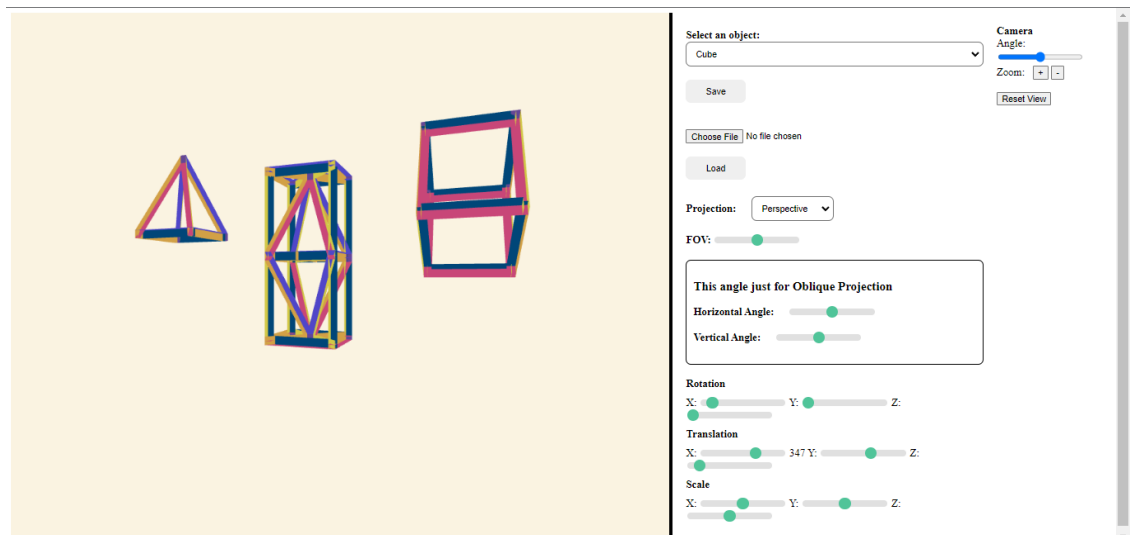 Select an object:
Cube
Save
Choose File No file chosen
Load
Projection: Perspective
FOV:
This angle just for Oblique Projection
Horizontal Angle:
Vertical Angle:
Rotation
X: Y: Z:
Translation
X: 347 Y: Z:
Scale
X: Y: Z:
Camera
Angle:
Zoom: + -
Reset View